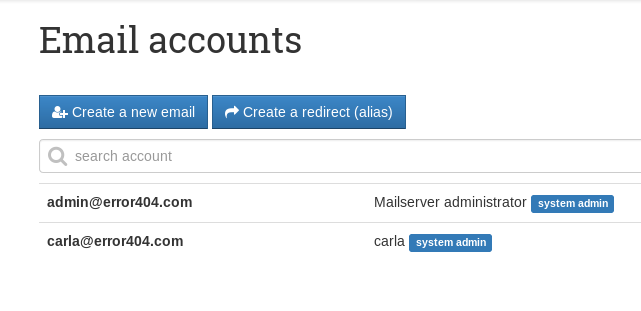 Email accounts
Create a new email Create a redirect (alias)
search account
admin@error404.com Mailserver administrator system admin
carla@error404.com carla system admin